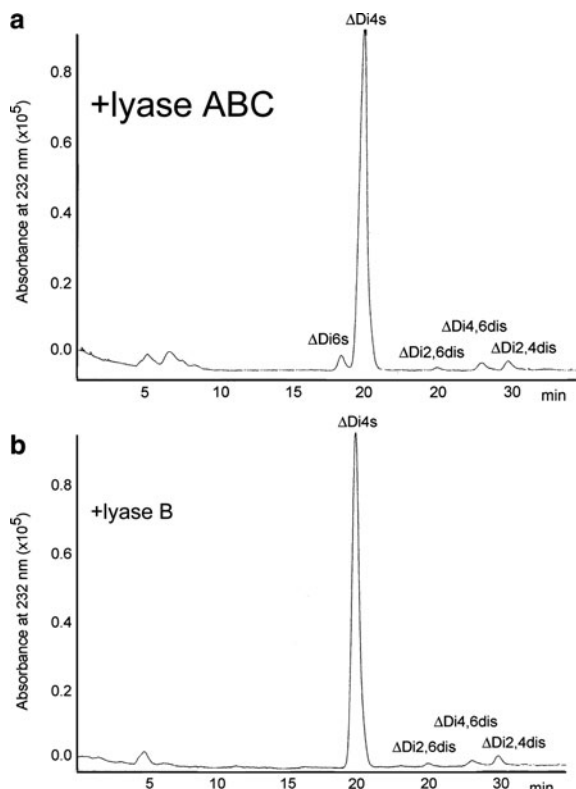 a
ΔDi4s
0.8
+lyase ABC
0.6
Absorbance at 232 nm (x10⁵)
0.4
0.2
ΔDi4,6dis
ΔDi6s
ΔDi2,6dis
ΔDi2,4dis
0.0
5 10 15 20 20 30 min
b
ΔDi4s
0.8
+lyase B
0.6
Absorbance at 232 nm (x10⁵)
0.4
0.2
ΔDi4,6dis
ΔDi2,6dis
ΔDi2,4dis
0.0
5 10 15 20 20 30 min